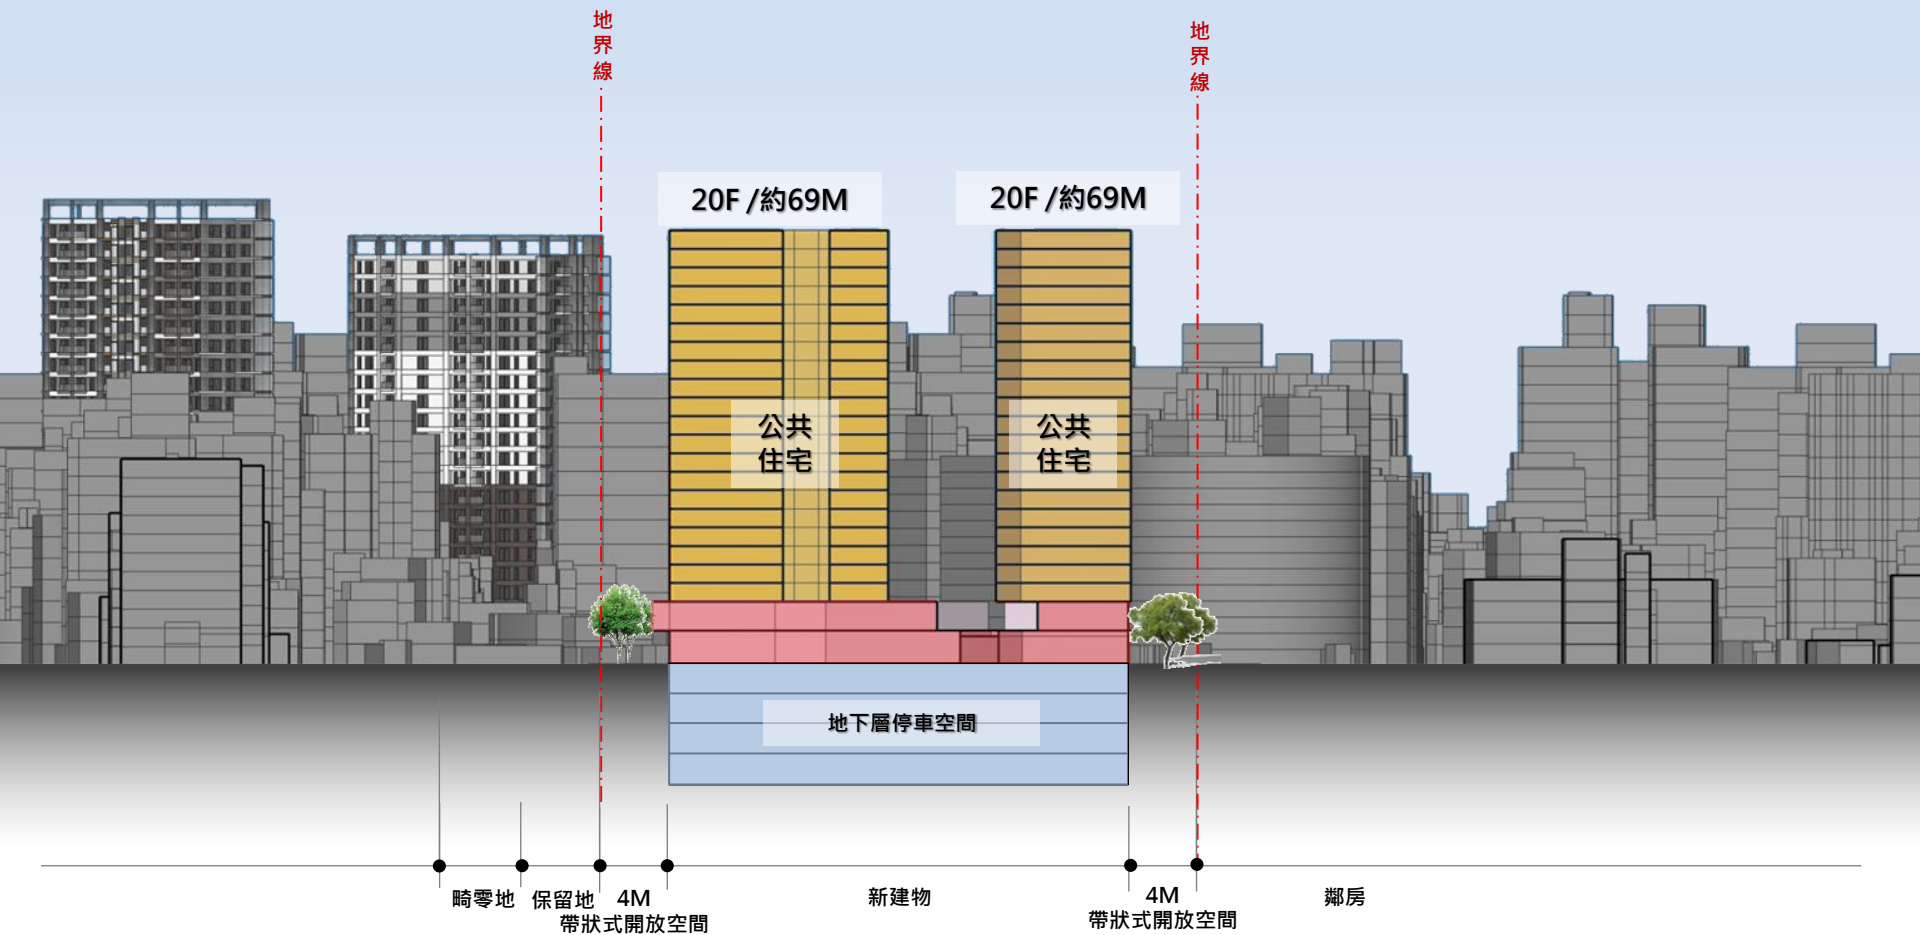 地界線
地界線
20F /約69M
20F /約69M
公共
住宅
公共
住宅
地下層停車空間
畸零地
保留地
4M
帶狀式開放空間
新建物
4M
帶狀式開放空間
鄰房